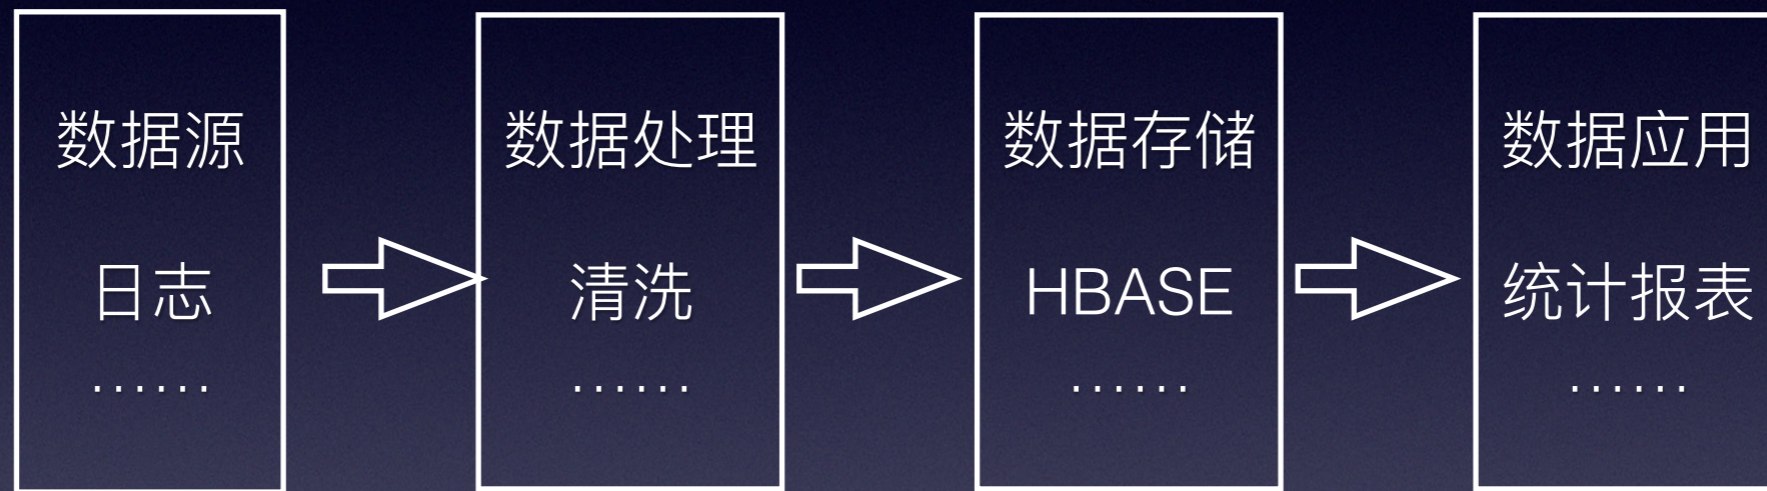 数据源
日志
......
数据处理
清洗
......
数据存储
HBASE
......
数据应用
统计报表
......